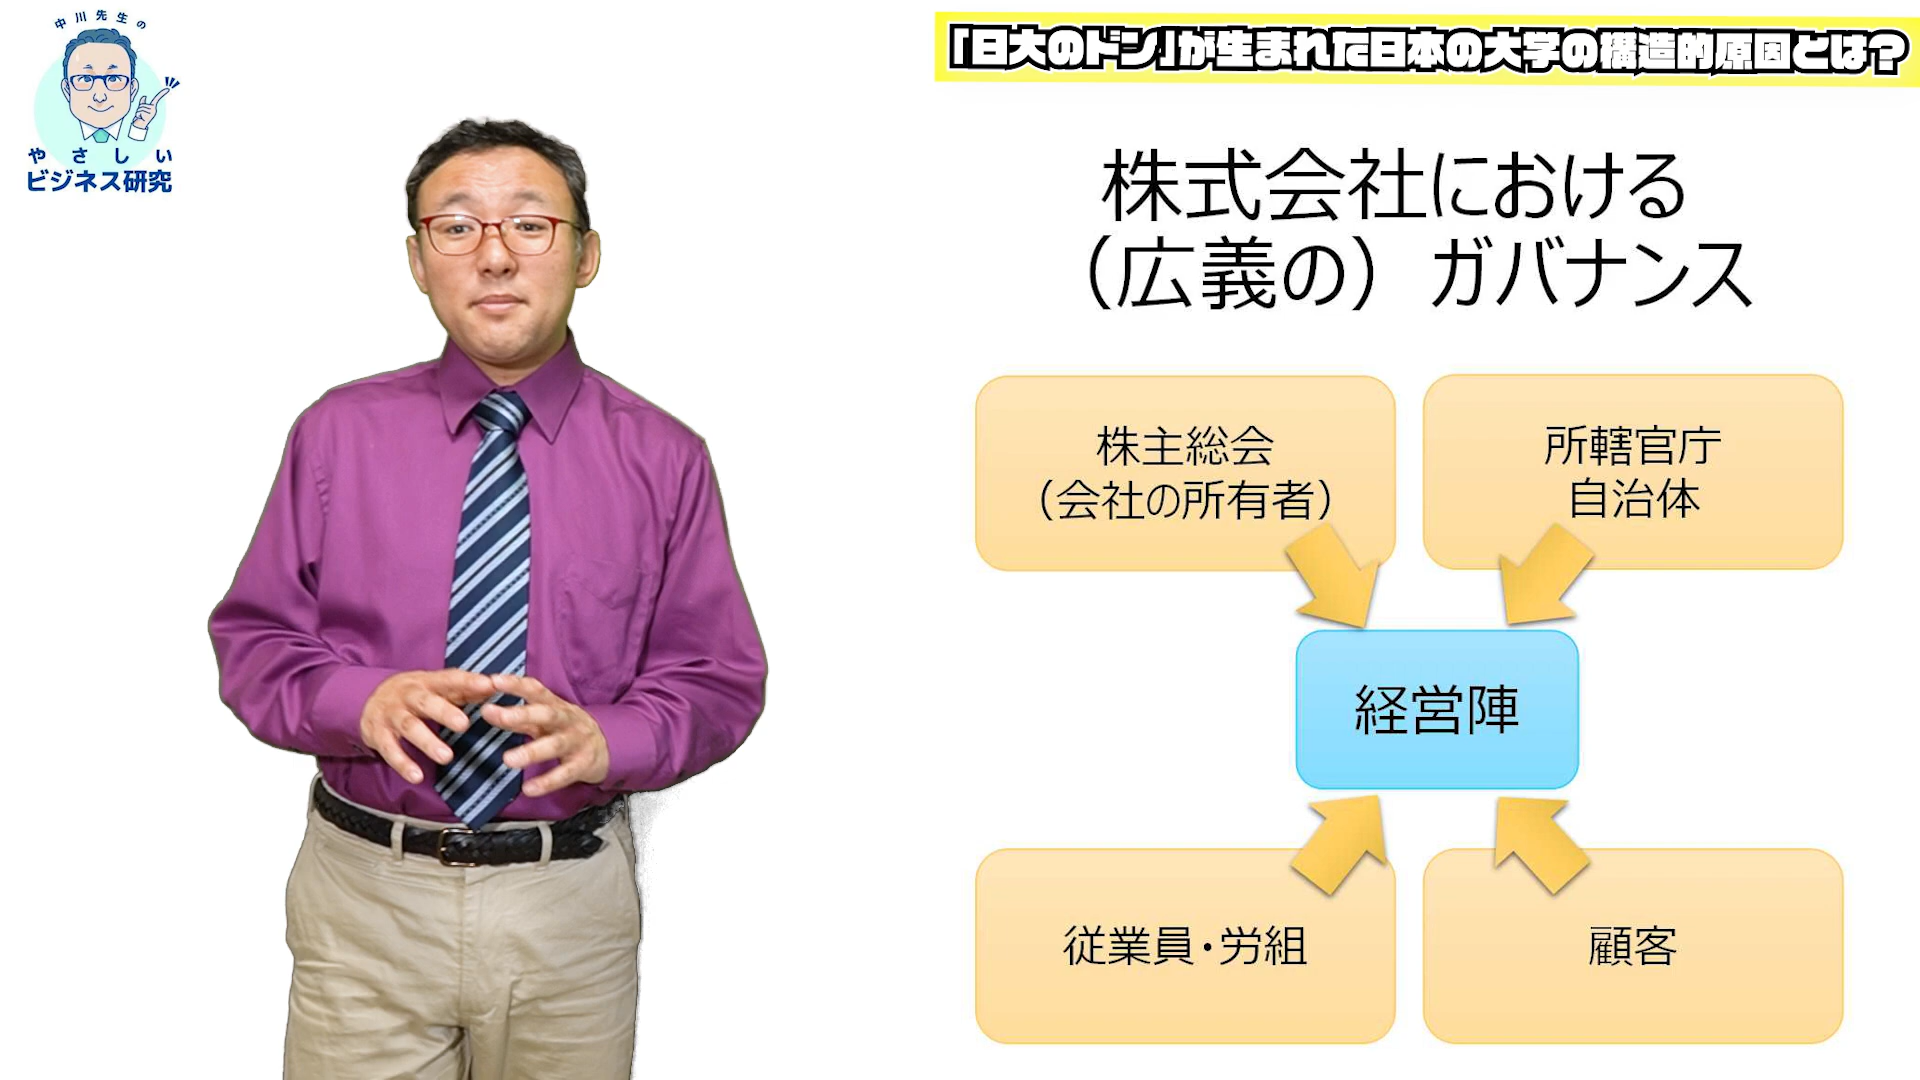 中川先生の
やさしい
ビジネス研究
「日大のドン」が生まれた日本の大学の構造的原因とは？
株式会社における
（広義の）ガバナンス
株主総会
（会社の所有者）
所轄官庁
自治体
経営陣
従業員・労組
顧客